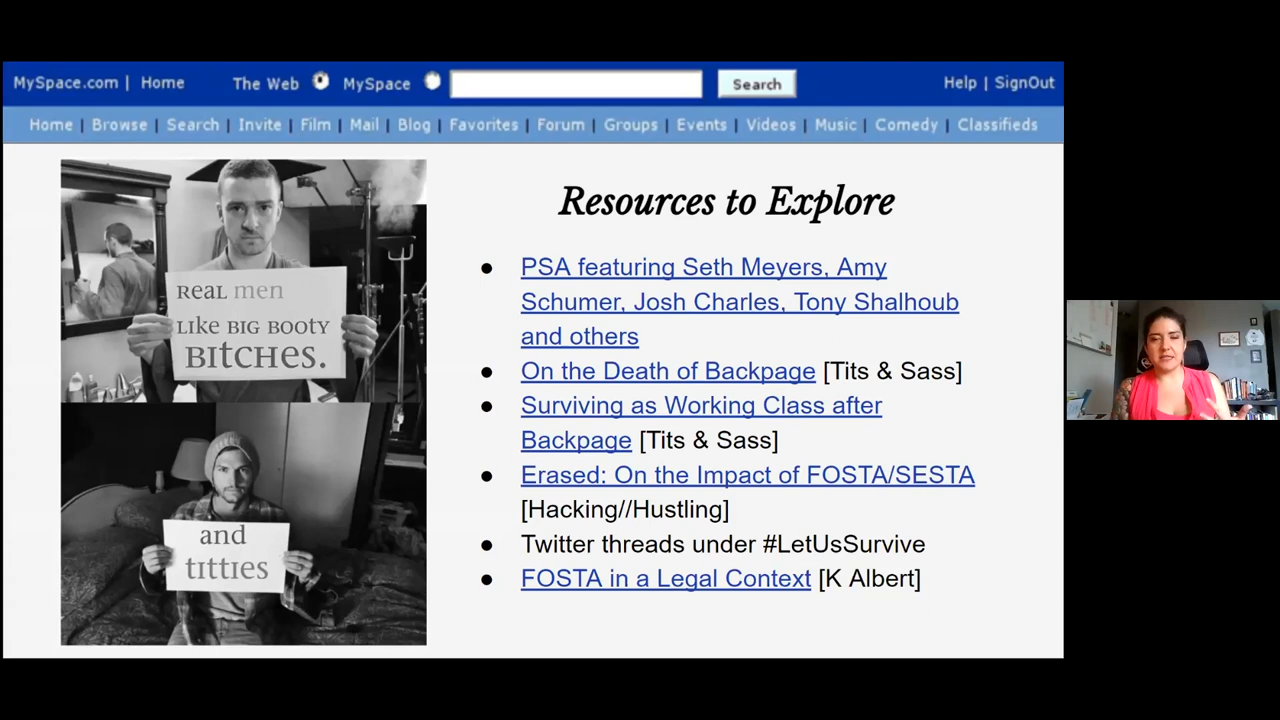 MySpace.com | Home The Web MySpace Search Help | SignOut
Home | Browse | Search | Invite | Film | Mail | Blog | Favorites | Forum | Groups | Events | Videos | Music | Comedy | Classifieds
REAL men
LIKE BIG BOOTY
BITCHES.
and
TITTIES
Resources to Explore
● PSA featuring Seth Meyers, Amy
Schumer, Josh Charles, Tony Shalhoub
and others
● On the Death of Backpage [Tits & Sass]
● Surviving as Working Class after
Backpage [Tits & Sass]
● Erased: On the Impact of FOSTA/SESTA
[Hacking//Hustling]
● Twitter threads under #LetUsSurvive
● FOSTA in a Legal Context [K Albert]